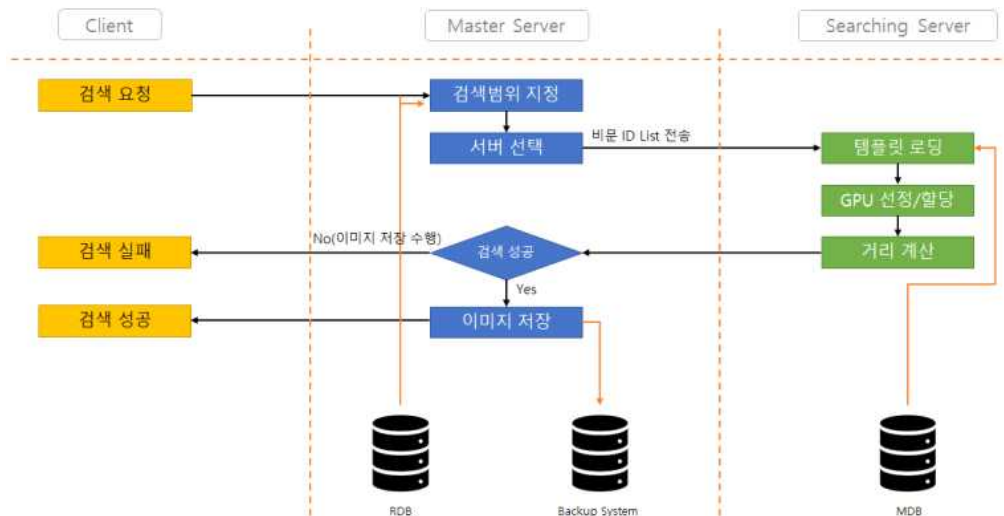 Client
Master Server
Searching Server
검색 요청
검색범위 지정
서버 선택
비문 ID List 전송
템플릿 로딩
GPU 선정/할당
검색 실패
No(이미지 저장 수행)
검색 성공
거리 계산
Yes
검색 성공
이미지 저장
RDB
Backup System
MDB